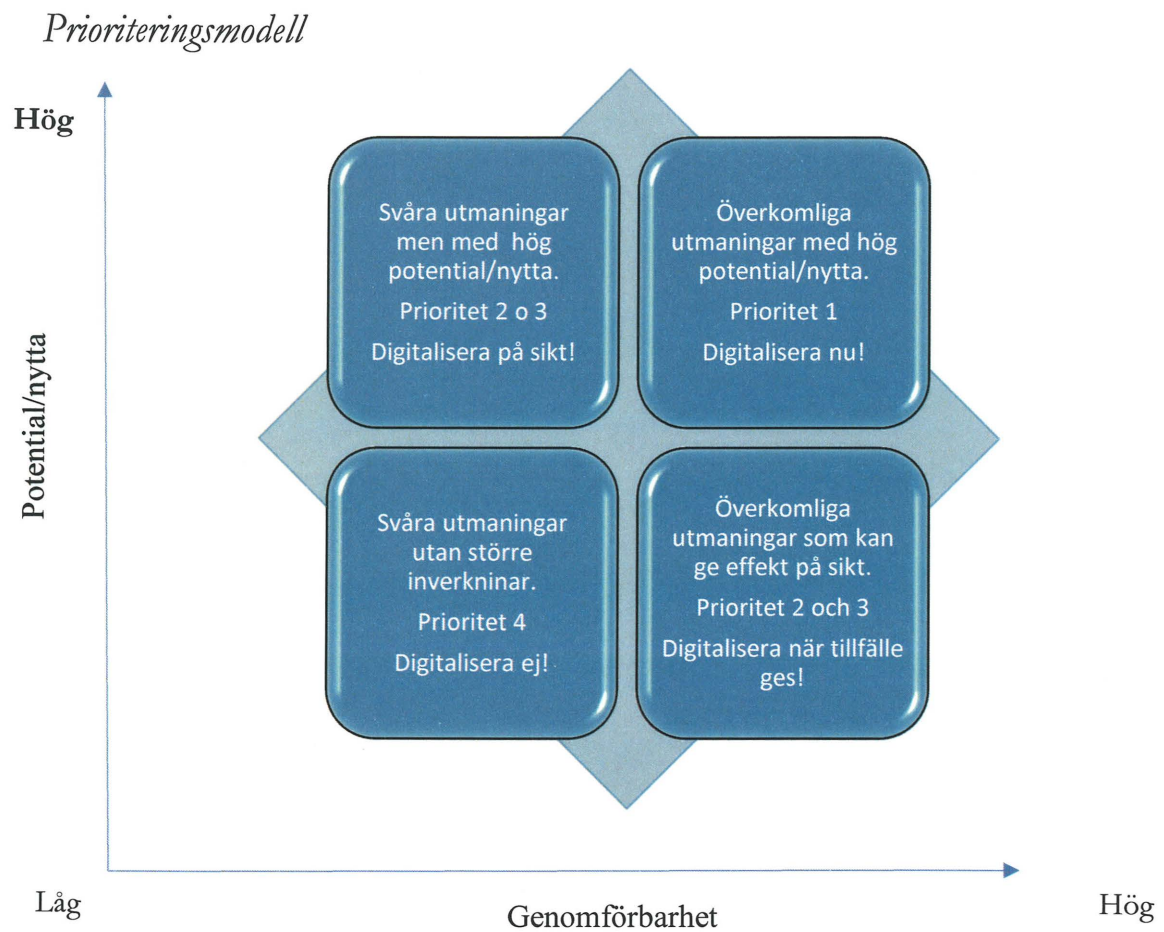 Prioriteringsmodell
Hög
Potential/nytta
Svåra utmaningar
men med hög
potential/nytta.
Prioritet 2 o 3
Digitalisera på sikt!
Överkomliga
utmaningar med hög
potential/nytta.
Prioritet 1
Digitalisera nu!
Svåra utmaningar
utan större
inverkninar.
Prioritet 4
Digitalisera ej!
Överkomliga
utmaningar som kan
ge effekt på sikt.
Prioritet 2 och 3
Digitalisera när tillfälle
ges!
Låg
Genomförbarhet
Hög